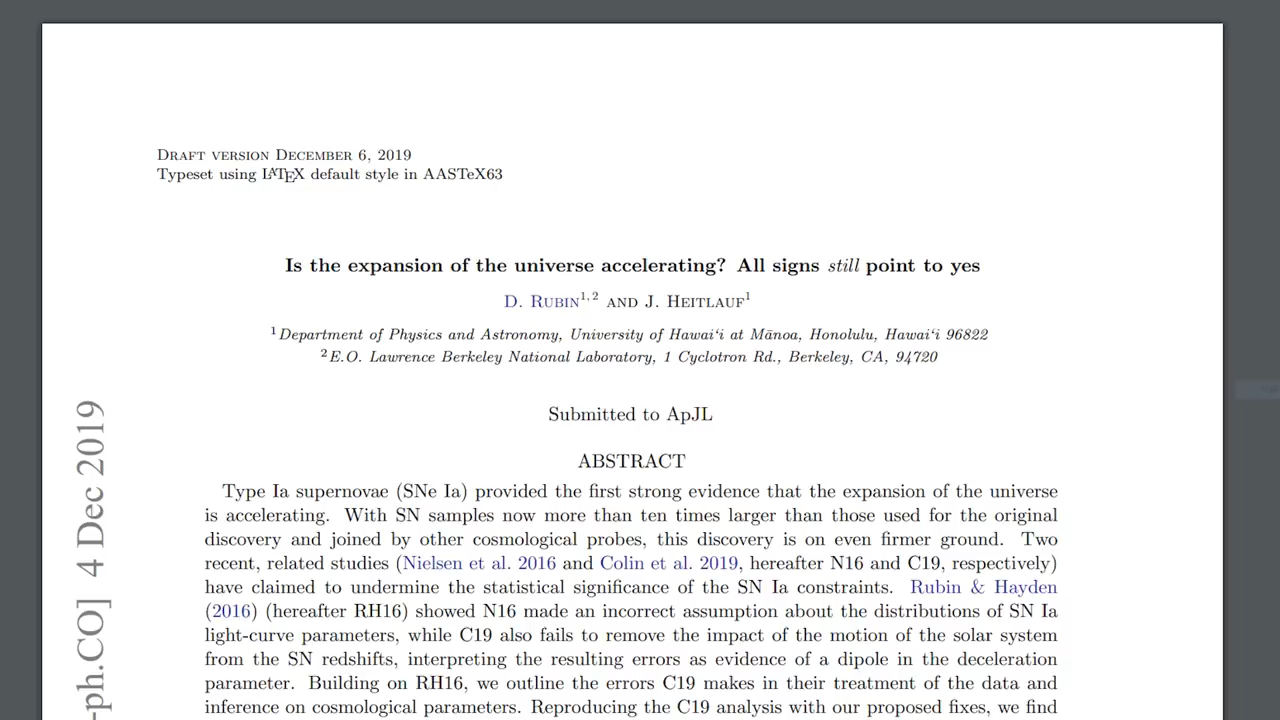 DRAFT VERSION DECEMBER 6, 2019
Typeset using LATEX default style in AASTeX63
Is the expansion of the universe accelerating? All signs still point to yes
D. RUBIN1, 2 AND J. HEITLAUF1
1Department of Physics and Astronomy, University of Hawai‘i at Mānoa, Honolulu, Hawai‘i 96822
2E.O. Lawrence Berkeley National Laboratory, 1 Cyclotron Rd., Berkeley, CA, 94720
Submitted to ApJL
ABSTRACT
Type Ia supernovae (SNe Ia) provided the first strong evidence that the expansion of the universe
is accelerating. With SN samples now more than ten times larger than those used for the original
discovery and joined by other cosmological probes, this discovery is on even firmer ground. Two
recent, related studies (Nielsen et al. 2016 and Colin et al. 2019, hereafter N16 and C19, respectively)
have claimed to undermine the statistical significance of the SN Ia constraints. Rubin & Hayden
(2016) (hereafter RH16) showed N16 made an incorrect assumption about the distributions of SN Ia
light-curve parameters, while C19 also fails to remove the impact of the motion of the solar system
from the SN redshifts, interpreting the resulting errors as evidence of a dipole in the deceleration
parameter. Building on RH16, we outline the errors C19 makes in their treatment of the data and
inference on cosmological parameters. Reproducing the C19 analysis with our proposed fixes, we find
-ph.CO] 4 Dec 2019